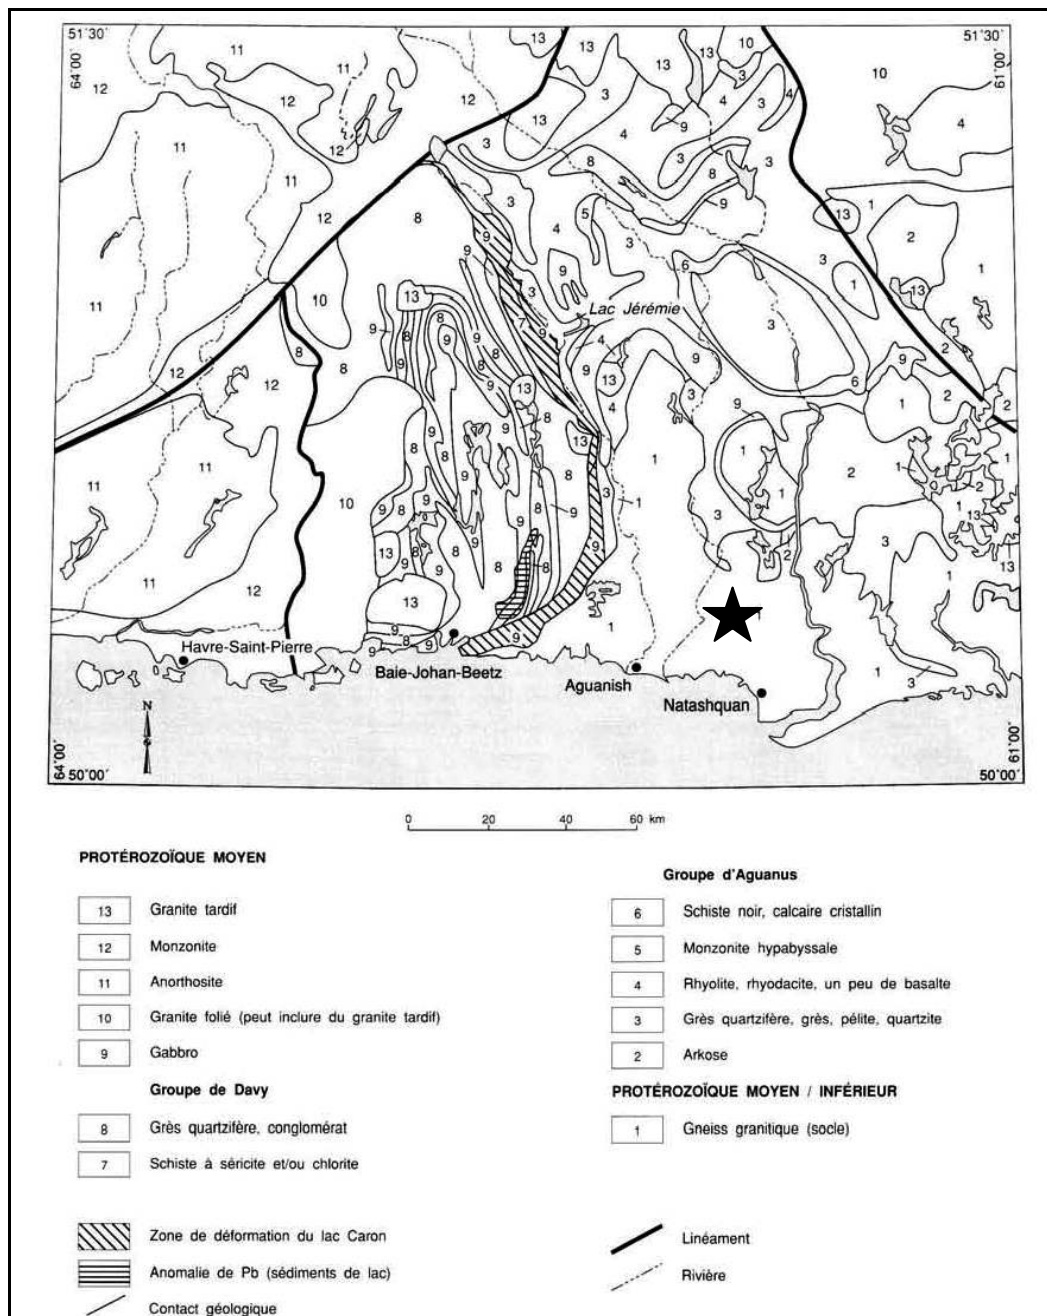 51˚30' 51˚30'
64˚00' 61˚00'
Lac Jérémie
Havre-Saint-Pierre
Baie-Johan-Beetz
Aguanish
Natashquan
N
64˚00' 61˚00'
50˚00' 50˚00'
0 20 40 60 km
PROTÉROZOÏQUE MOYEN
13 Granite tardif
12 Monzonite
11 Anorthosite
10 Granite folié (peut inclure du granite tardif)
9 Gabbro
Groupe de Davy
8 Grès quartzifère, conglomérat
7 Schiste à séricite et/ou chlorite
Zone de déformation du lac Caron
Anomalie de Pb (sédiments de lac)
Contact géologique
Groupe d'Aguanus
6 Schiste noir, calcaire cristallin
5 Monzonite hypabyssale
4 Rhyolite, rhyodacite, un peu de basalte
3 Grès quartzifère, grès, pélite, quartzite
2 Arkose
PROTÉROZOÏQUE MOYEN / INFÉRIEUR
1 Gneiss granitique (socle)
Linéament
Rivière